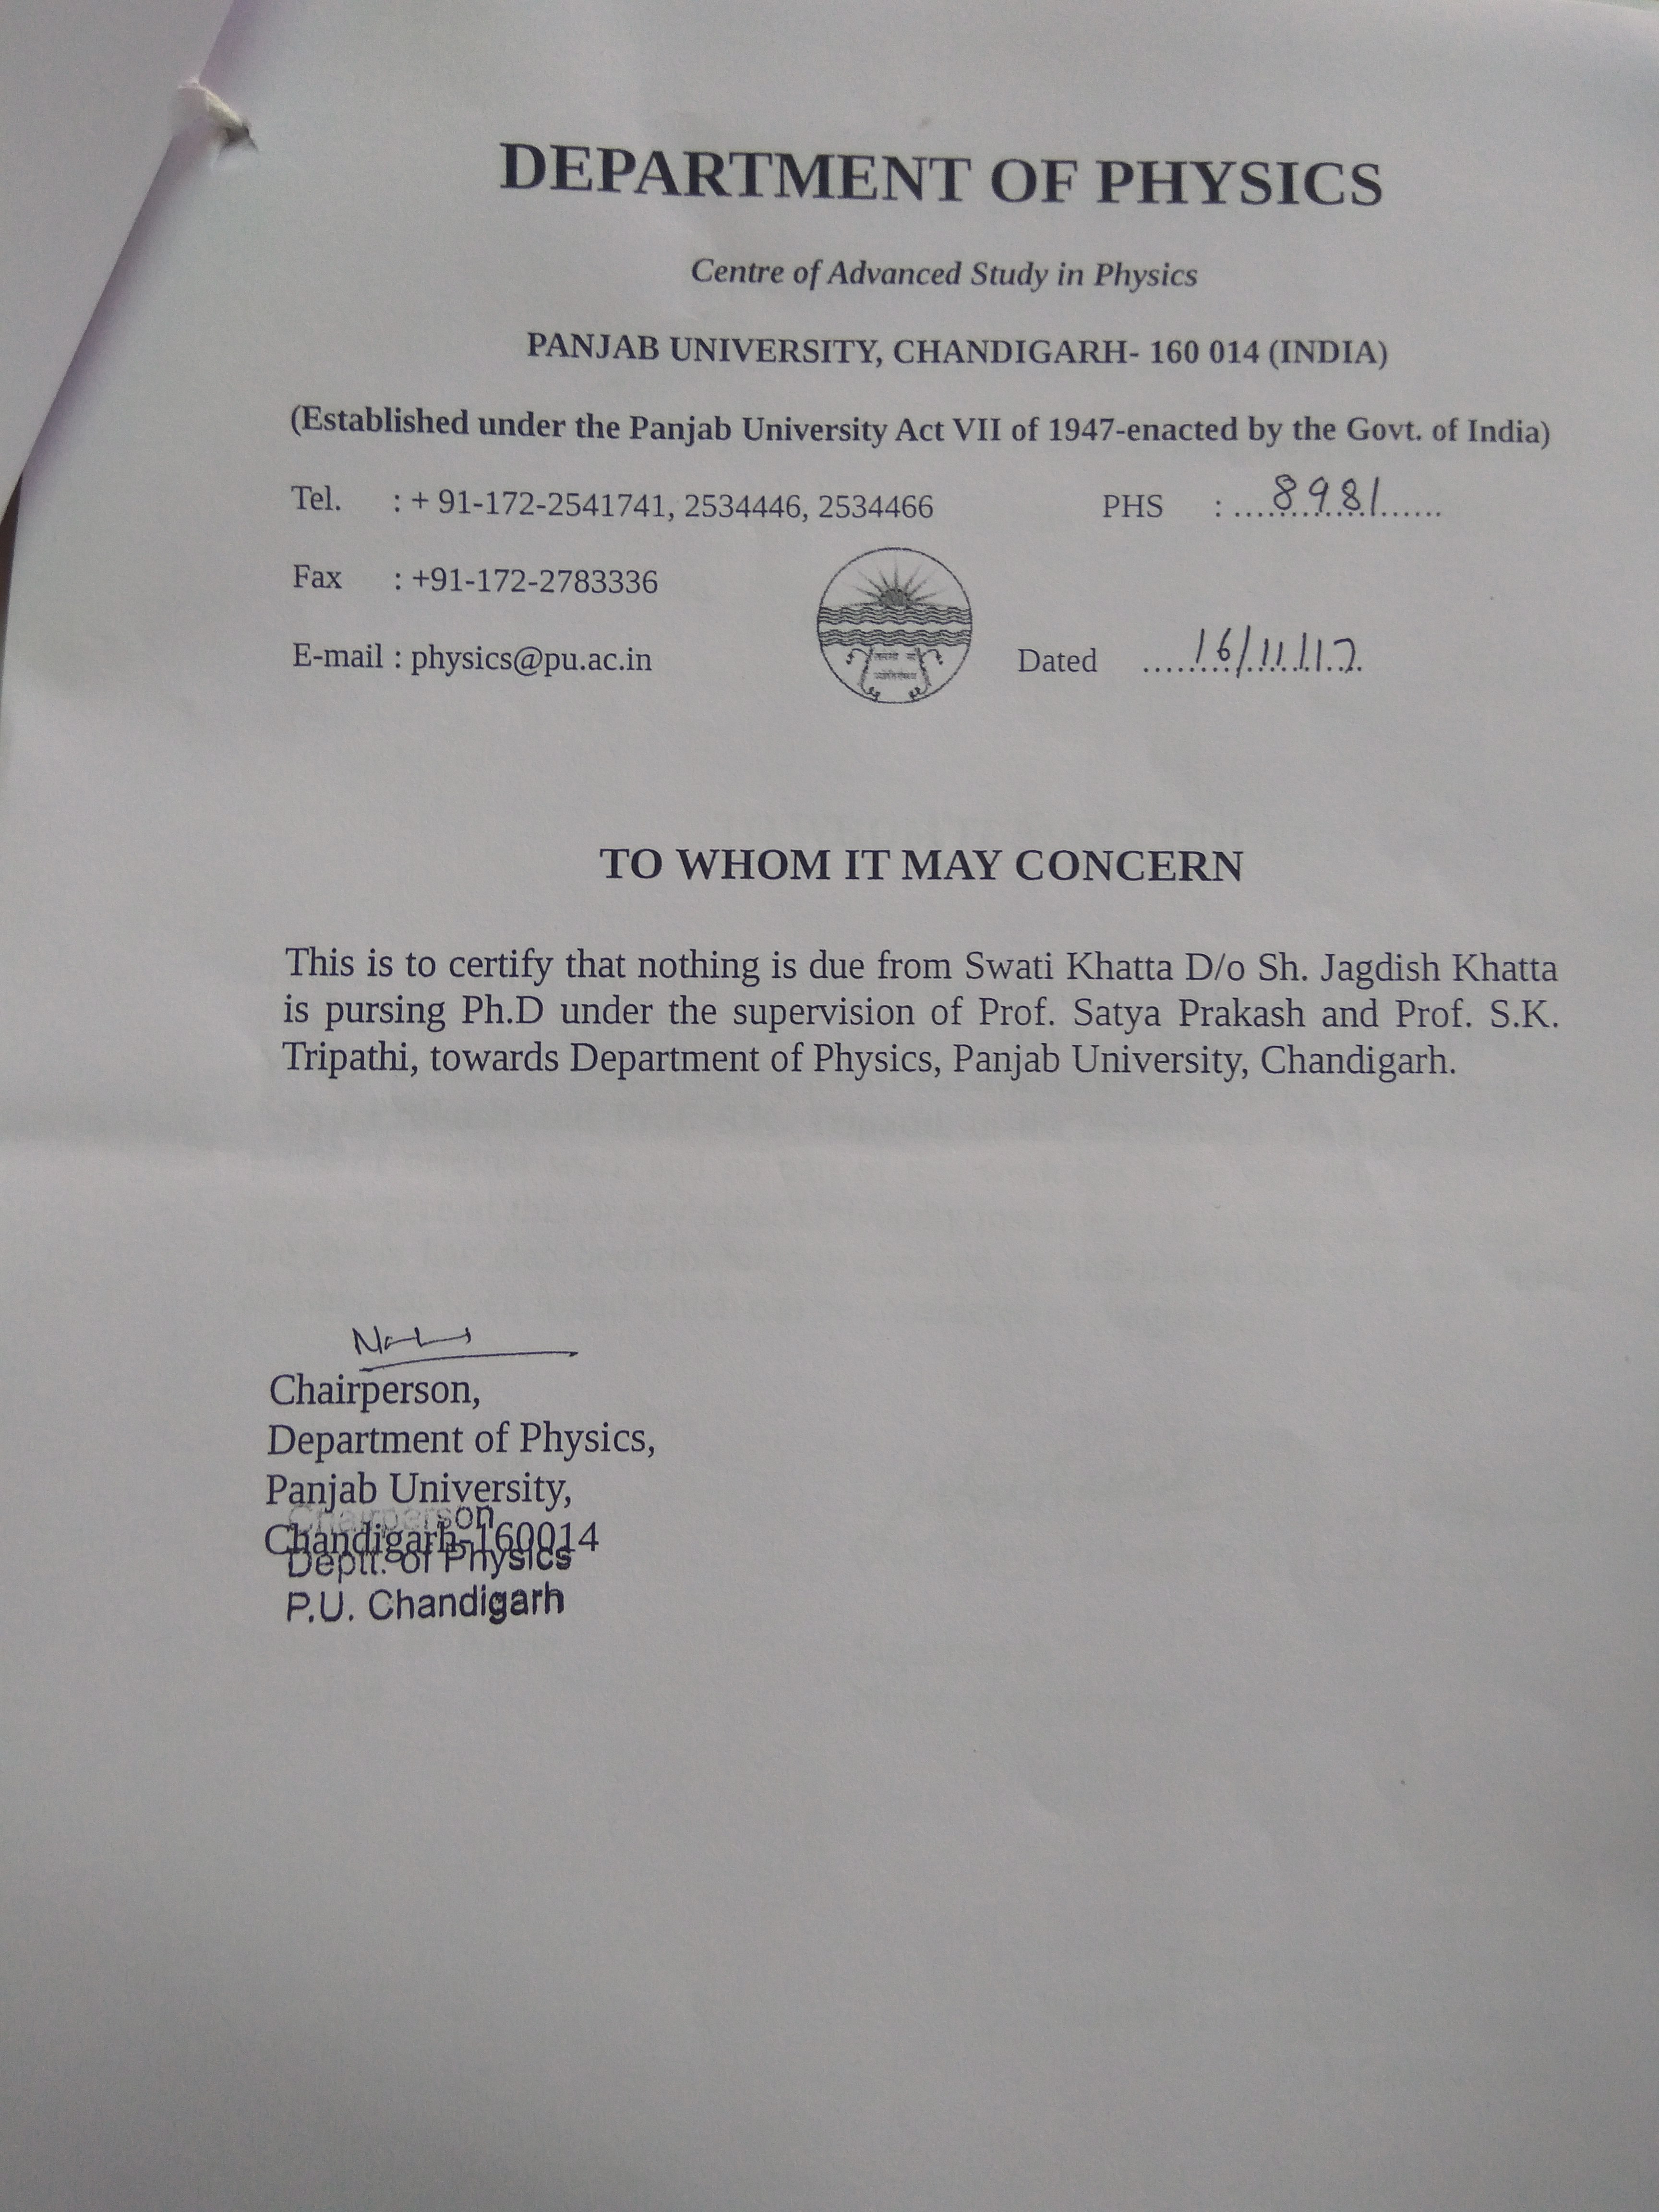 DEPARTMENT OF PHYSICS
Centre of Advanced Study in Physics
PANJAB UNIVERSITY, CHANDIGARH- 160 014 (INDIA)
(Established under the Panjab University Act VII of 1947-enacted by the Govt. of India)
Tel. : + 91-172-2541741, 2534446, 2534466 PHS : ....8981......
Fax : +91-172-2783336
E-mail : physics@pu.ac.in Dated .....16/11/17.
TO WHOM IT MAY CONCERN
This is to certify that nothing is due from Swati Khatta D/o Sh. Jagdish Khatta
is pursing Ph.D under the supervision of Prof. Satya Prakash and Prof. S.K.
Tripathi, towards Department of Physics, Panjab University, Chandigarh.
Chairperson,
Department of Physics,
Panjab University,
Chairperson
Chandigarh-160014
Deptt. of Physics
P.U. Chandigarh